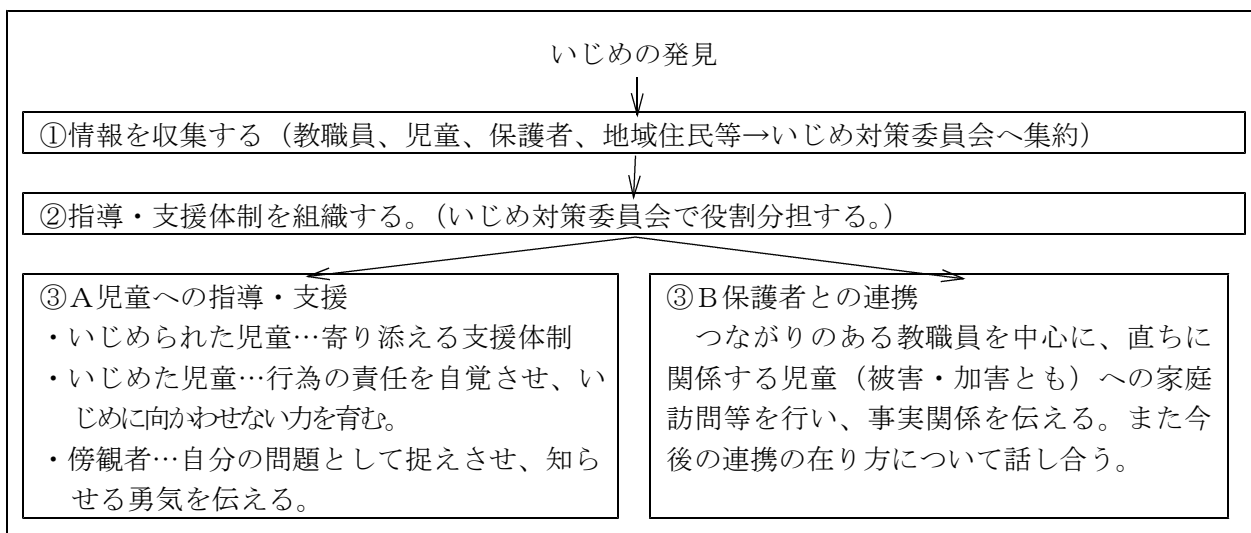 いじめの発見
①情報を収集する（教職員、児童、保護者、地域住民等→いじめ対策委員会へ集約）
②指導・支援体制を組織する。（いじめ対策委員会で役割分担する。）
③Ａ児童への指導・支援
・いじめられた児童…寄り添える支援体制
・いじめた児童…行為の責任を自覚させ、い
じめに向かわせない力を育む。
・傍観者…自分の問題として捉えさせ、知ら
せる勇気を伝える。
③Ｂ保護者との連携
つながりのある教職員を中心に、直ちに
関係する児童（被害・加害とも）への家庭
訪問等を行い、事実関係を伝える。また今
後の連携の在り方について話し合う。